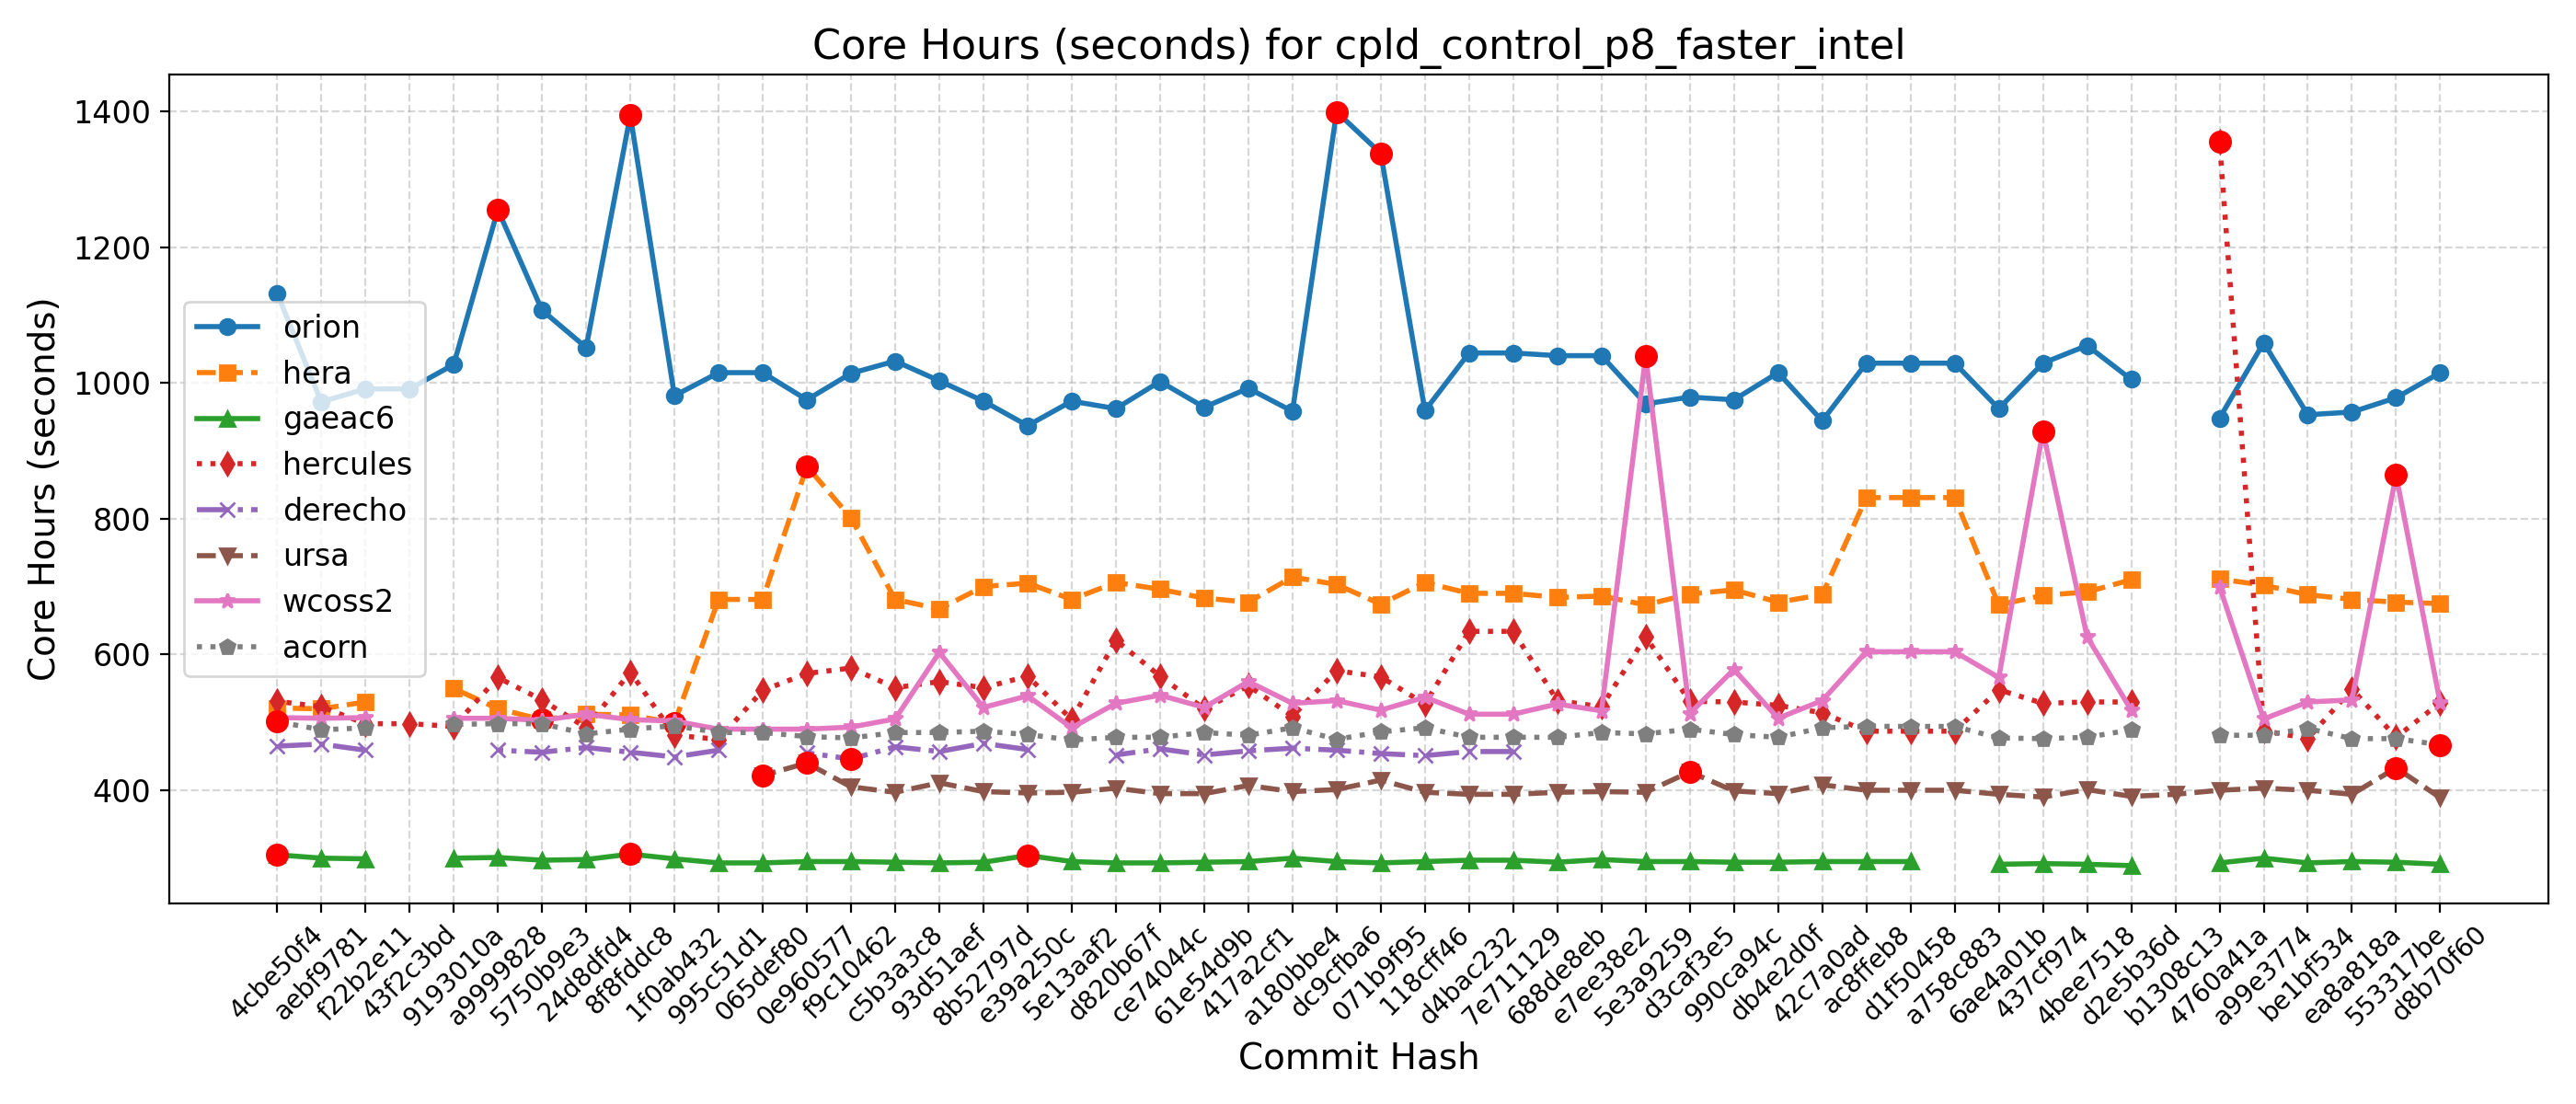 Core Hours (seconds) for cpld_control_p8_faster_intel
Core Hours (seconds)
1400
1200
1000
800
600
400
orion
hera
gaeac6
hercules
derecho
ursa
wcoss2
acorn
4cbe50f4
aebf9781
f22b2e11
43f2c3bd
9193010a
a9999828
5750b9e3
24d8dfd4
8f8fddc8
1f0ab432
995c51d1
065def80
0e960577
f9c10462
c5b3a3c8
93d51aef
8b52797d
e39a250c
5e13aaf2
d820b67f
ce74044c
61e54d9b
417a2cf1
a180bbe4
dc9cfba6
071b9f95
118cff46
d4bac232
7e711129
688de8eb
e7ee38e2
5e3a9259
d3caf3e5
990ca94c
db4e2d0f
42c7a0ad
ac8ffeb8
d1f50458
a758c883
6ae4a01b
437cf974
4bee7518
d2e5b36d
b1308c13
4760a41a
a99e3774
be1bf534
ea8a818a
553317be
d8b70f60
Commit Hash